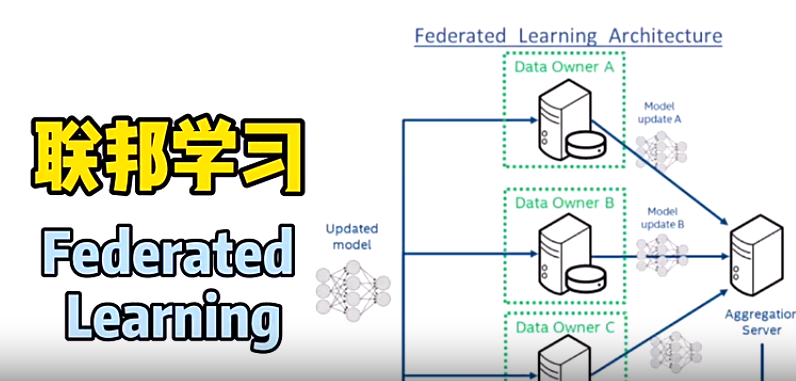 Federated Learning Architecture
联邦学习
Federated
Learning
Data Owner A
Model
update A
Data Owner B
Model
update B
Updated
model
Data Owner C
Aggregation
Server